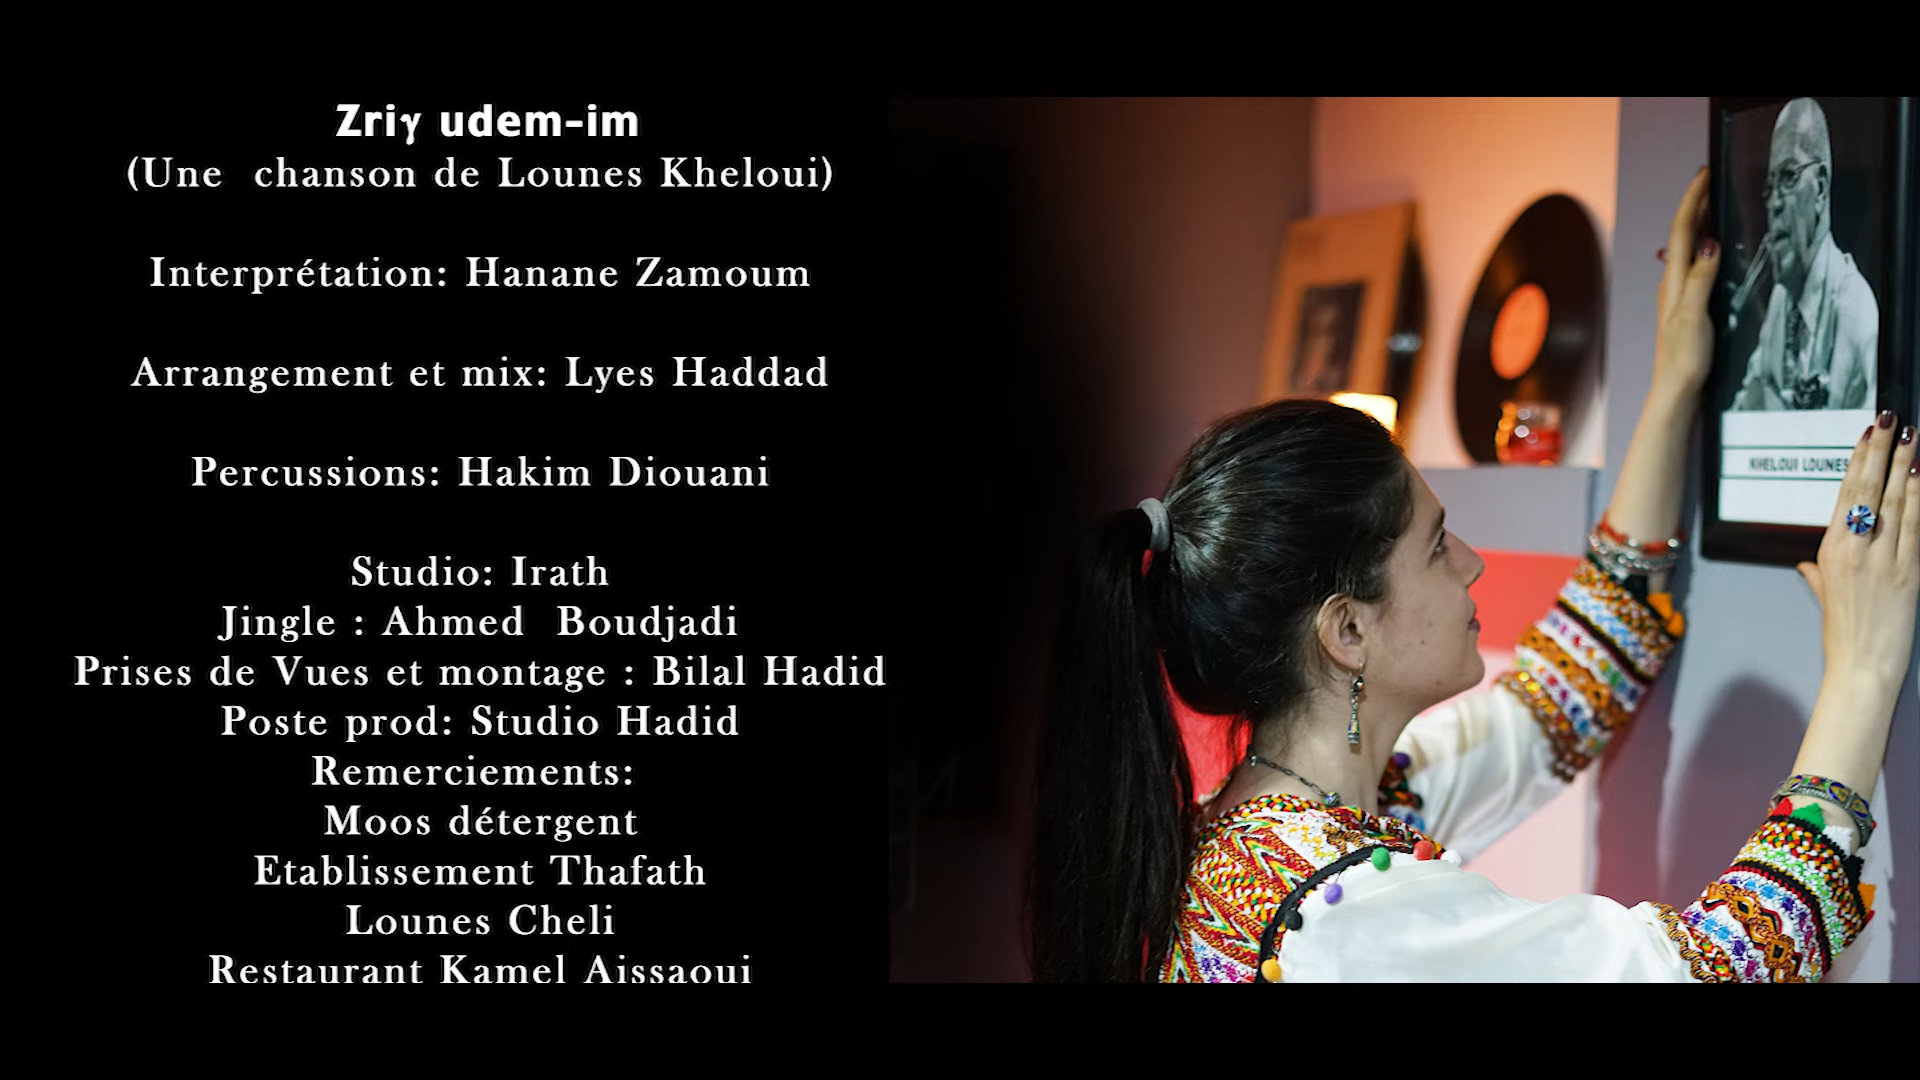 Zriγ udem-im
(Une chanson de Lounes Kheloui)
Interprétation: Hanane Zamoum
Arrangement et mix: Lyes Haddad
Percussions: Hakim Diouani
Studio: Irath
Jingle : Ahmed Boudjadi
Prises de Vues et montage : Bilal Hadid
Poste prod: Studio Hadid
Remerciements:
Moos détergent
Etablissement Thafath
Lounes Cheli
Restaurant Kamel Aissaoui
KHELOUI LOUNES